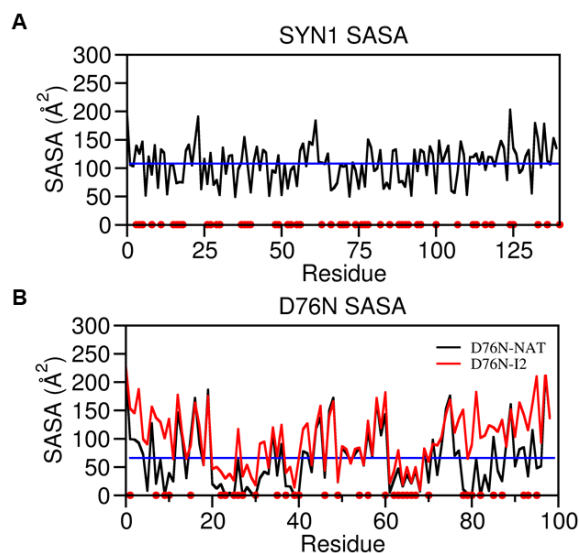 A
SYN1 SASA
300
250
200
150
100
50
0
SASA (Å²)
0 25 50 75 100 125
Residue
B
D76N SASA
300
250
200
150
100
50
0
SASA (Å²)
D76N-NAT
D76N-I2
0 20 40 60 80 100
Residue